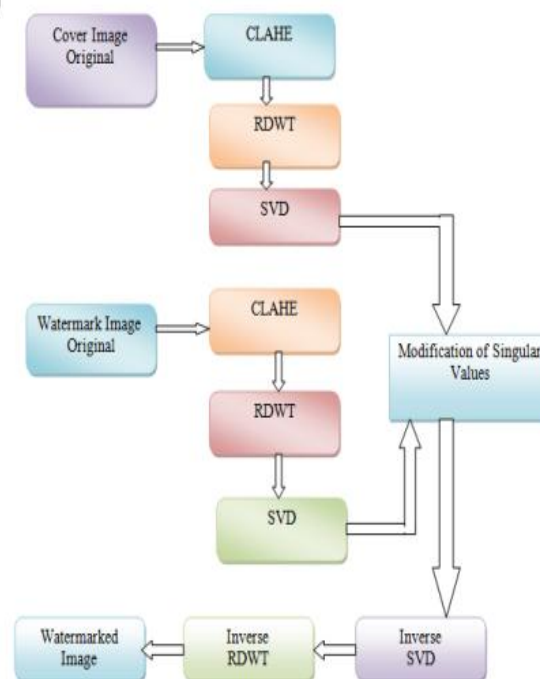 Cover Image
Original
CLAHE
RDWT
SVD
Watermark Image
Original
CLAHE
RDWT
SVD
Modification of Singular
Values
Inverse
SVD
Inverse
RDWT
Watermarked
Image